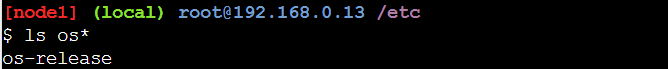 [node1] (local) root@192.168.0.13 /etc
$ ls os*
os-release